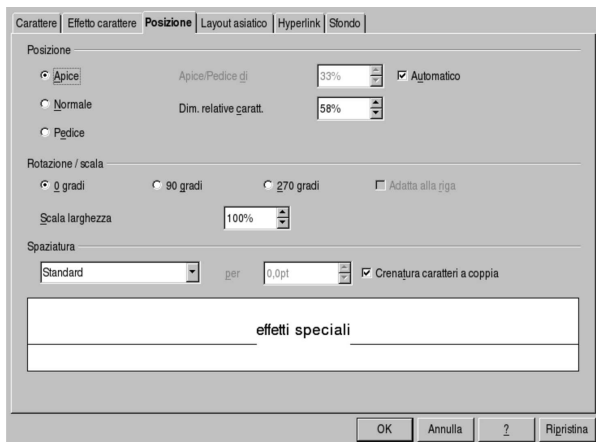 Carattere Effetto carattere Posizione Layout asiatico Hyperlink Sfondo
Posizione
Apice Apice/Pedice di 33% Automatico
Normale Dim. relative caratt. 58%
Pedice
Rotazione / scala
0 gradi 90 gradi 270 gradi Adatta alla riga
Scala larghezza 100%
Spaziatura
Standard per 0,0pt Crenatura caratteri a coppia
effetti speciali
OK Annulla ? Ripristina